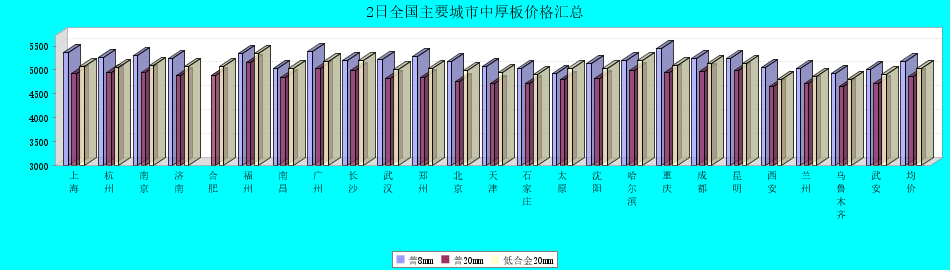 2日全国主要城市中厚板价格汇总
5500
5000
4500
4000
3500
3000
上海 杭州 南京 济南 合肥 福州 南昌 广州 长沙 武汉 郑州 北京 天津 石家庄 太原 沈阳 哈尔滨 重庆 成都 昆明 西安 兰州 乌鲁木齐 武安 均价
普8mm 普20mm 低合金20mm